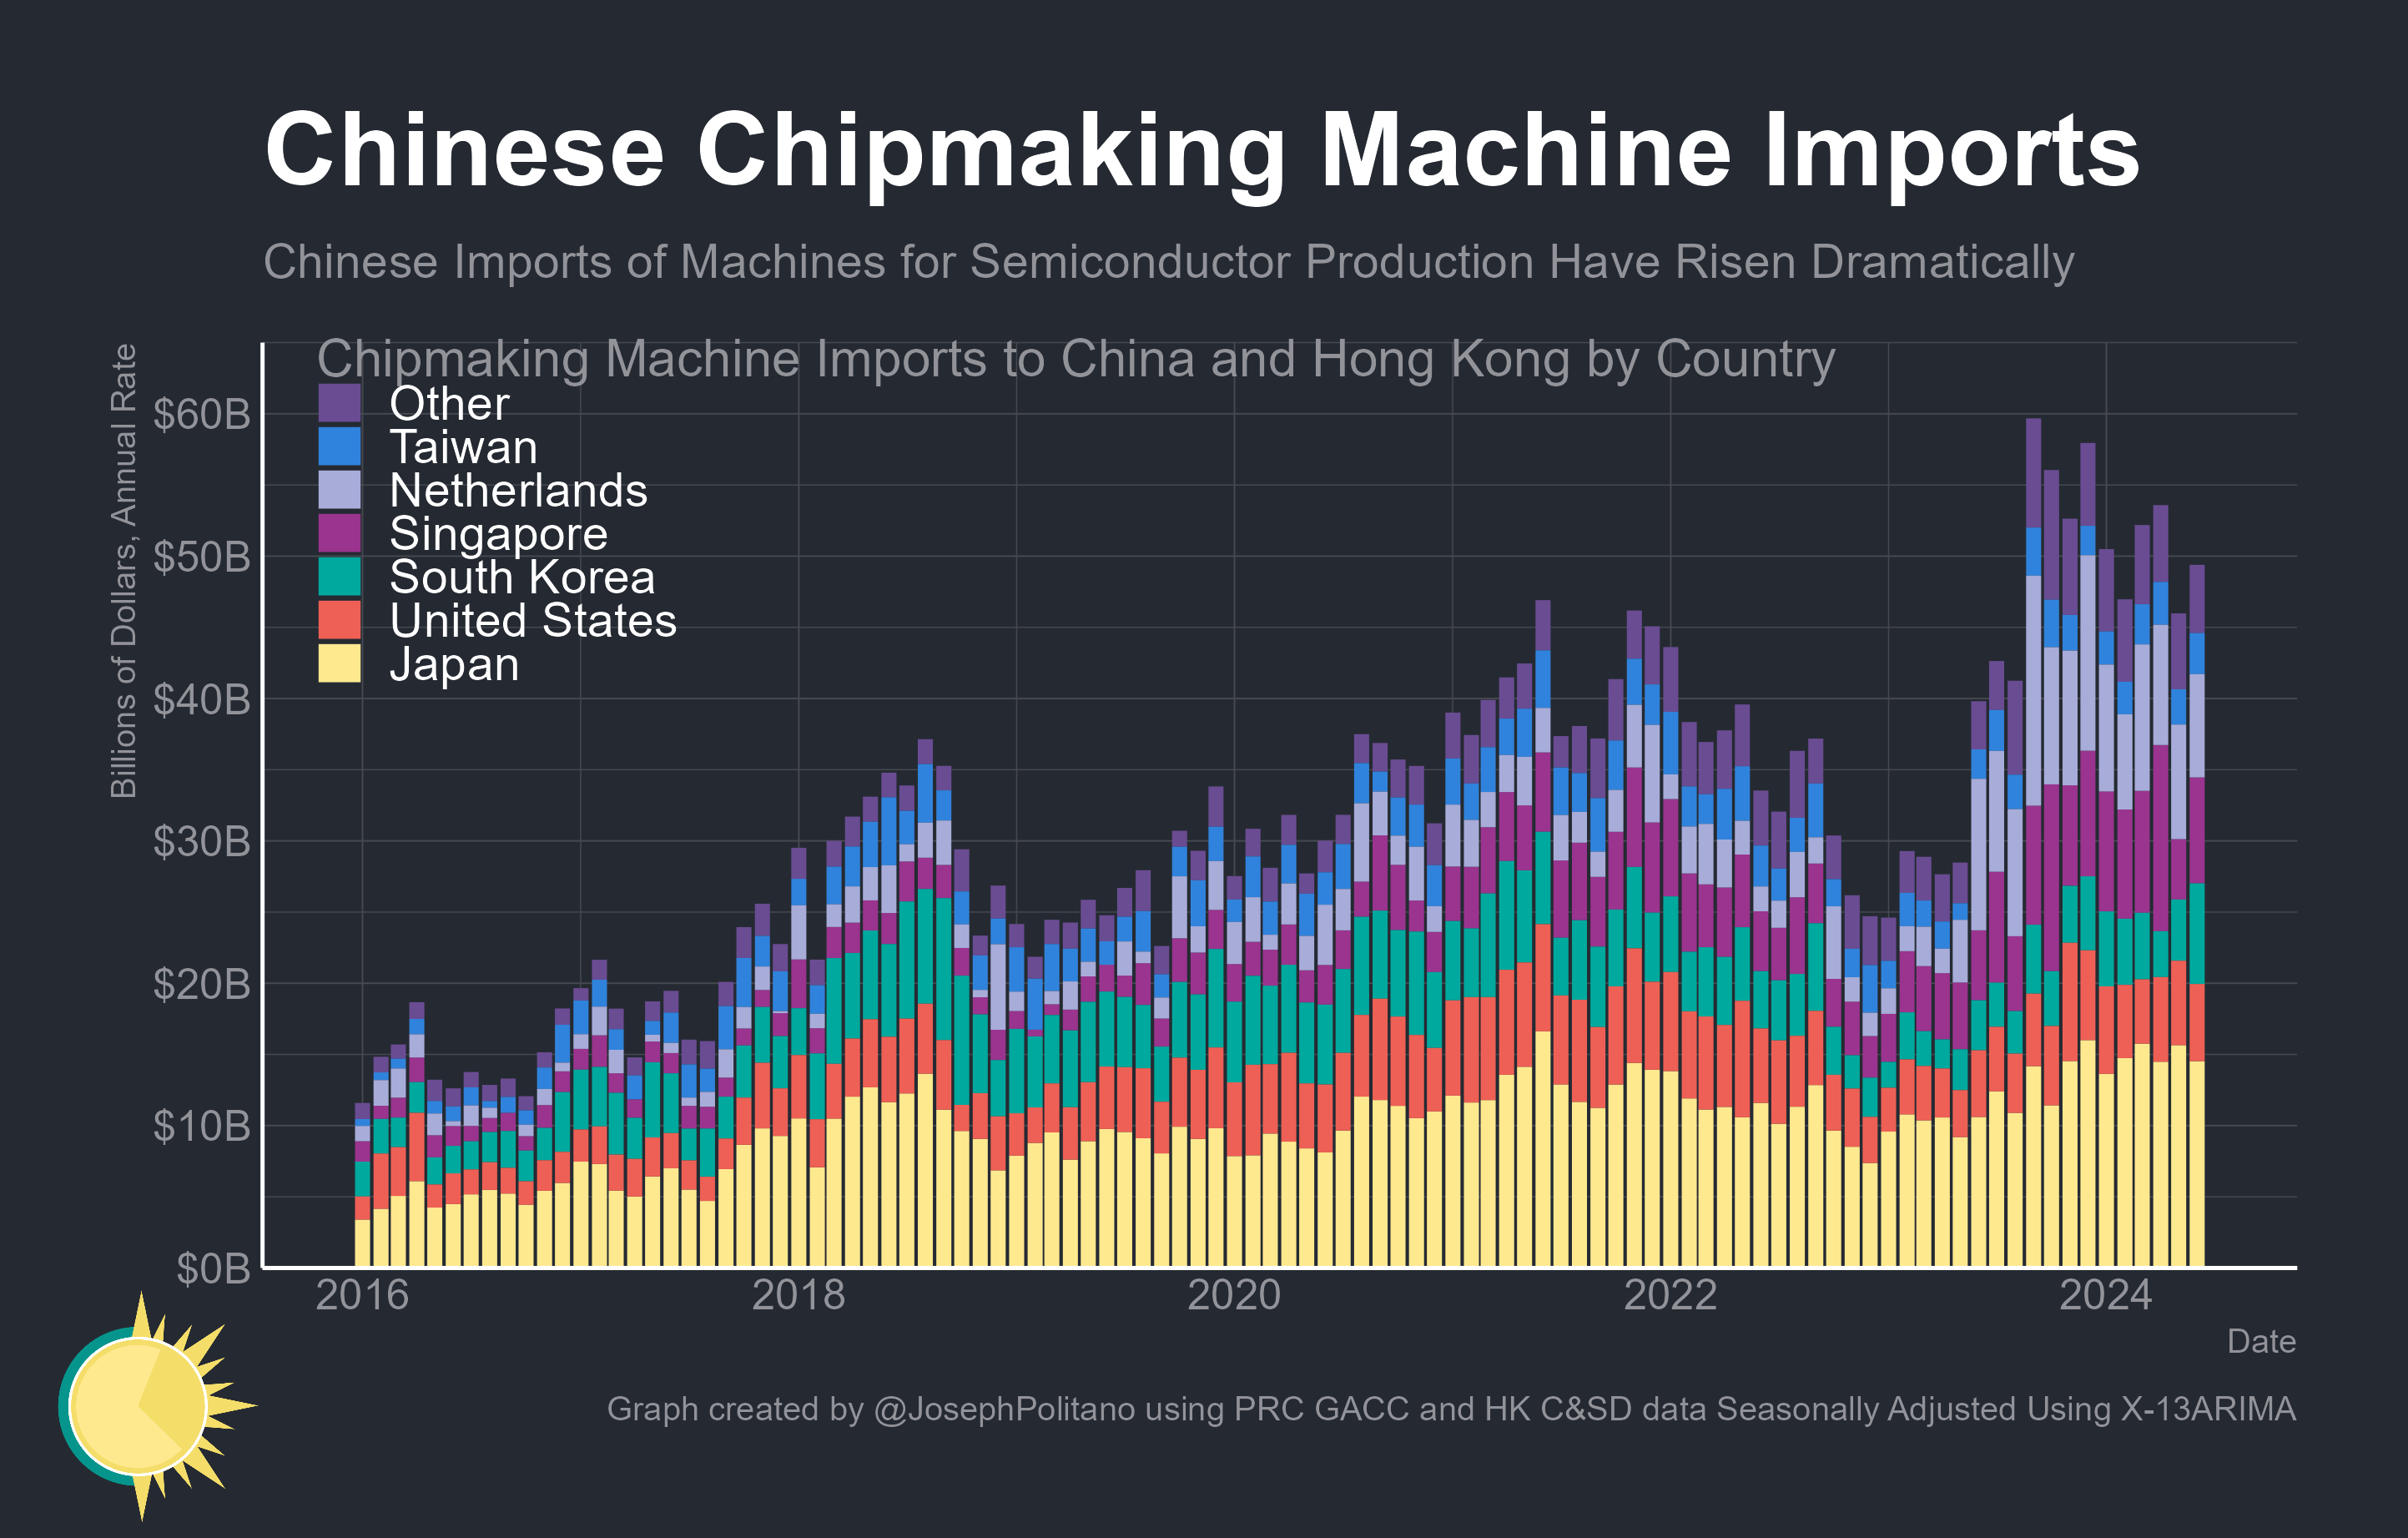 Chinese Chipmaking Machine Imports
Chinese Imports of Machines for Semiconductor Production Have Risen Dramatically
Chipmaking Machine Imports to China and Hong Kong by Country
Other
Taiwan
Netherlands
Singapore
South Korea
United States
Japan
Billions of Dollars, Annual Rate
$60B
$50B
$40B
$30B
$20B
$10B
$0B
2016 2018 2020 2022 2024
Date
Graph created by @JosephPolitano using PRC GACC and HK C&SD data Seasonally Adjusted Using X-13ARIMA